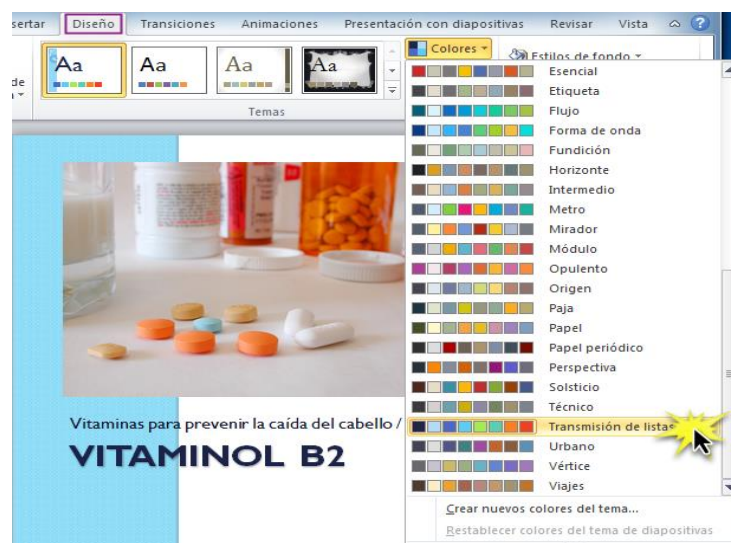 sertar Diseño Transiciones Animaciones Presentación con diapositivas Revisar Vista
Colores
Estilos de fondo
de
Aa Aa Aa Aa
Temas
Esencial
Etiqueta
Flujo
Forma de onda
Fundición
Horizonte
Intermedio
Metro
Mirador
Módulo
Opulento
Origen
Paja
Papel
Papel periódico
Perspectiva
Solsticio
Técnico
Transmisión de listas
Urbano
Vértice
Viajes
Crear nuevos colores del tema...
Restablecer colores del tema de diapositivas
Vitaminas para prevenir la caída del cabello /
VITAMINOL B2